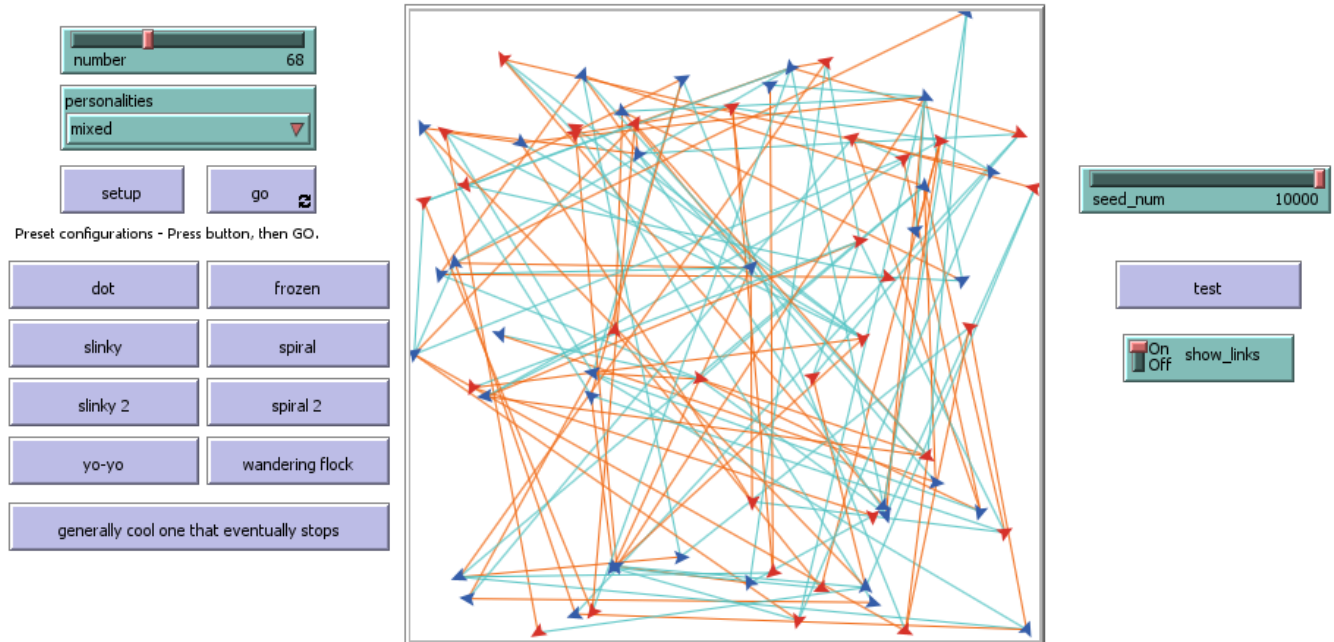 number 68
personalities
mixed
setup
go
Preset configurations - Press button, then GO.
dot
frozen
slinky
spiral
slinky 2
spiral 2
yo-yo
wandering flock
generally cool one that eventually stops
seed_num 10000
test
On
Off
show_links